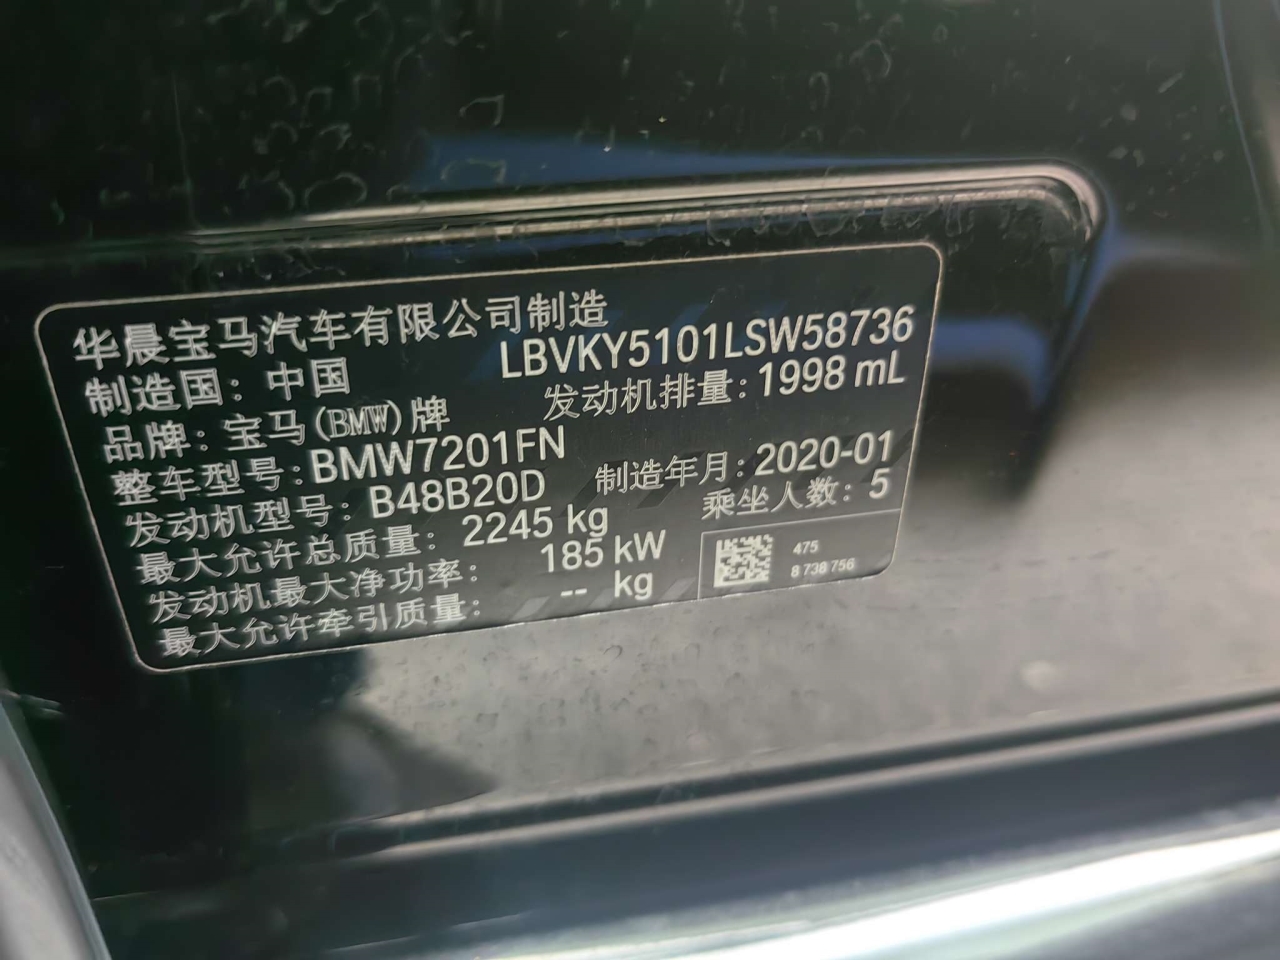 华晨宝马汽车有限公司制造
LBVKY5101LSW58736
制造国：中国
发动机排量：1998 mL
品牌：宝马(BMW)牌
整车型号：BMW7201FN
制造年月：2020-01
发动机型号：B48B20D
乘坐人数：5
最大允许总质量：2245 kg
发动机最大净功率：185 kW
最大允许牵引质量：-- kg
475
8 738 756